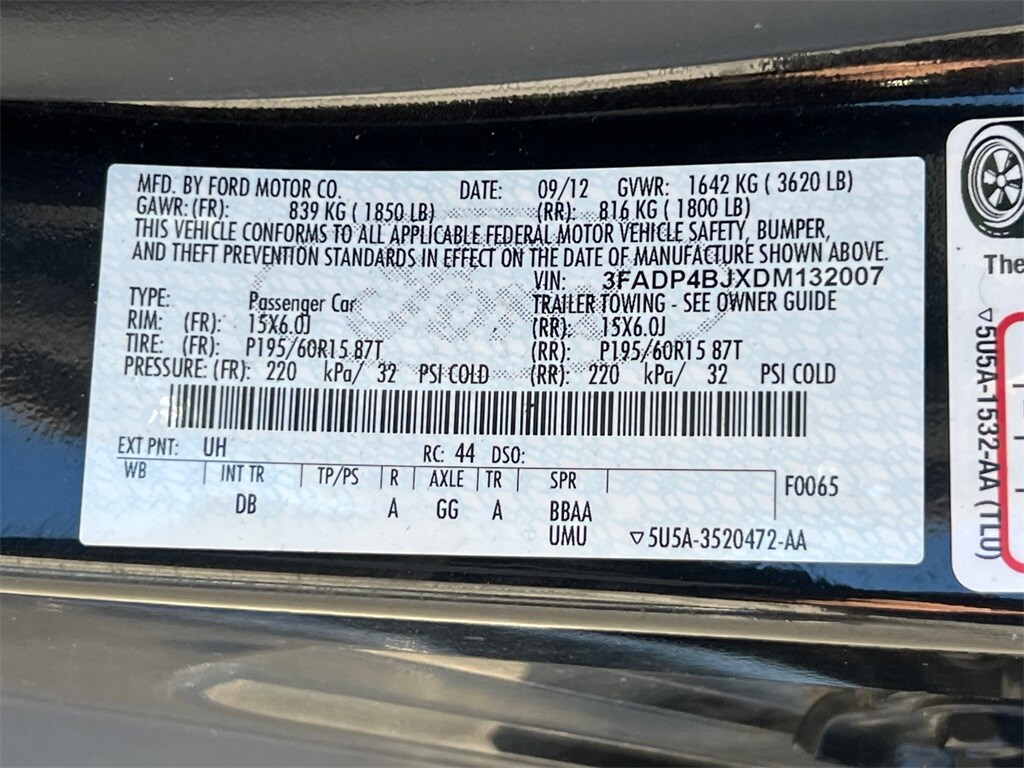 MFD. BY FORD MOTOR CO. DATE: 09/12 GVWR: 1642 KG ( 3620 LB)
GAWR: (FR): 839 KG ( 1850 LB) (RR): 816 KG ( 1800 LB)
THIS VEHICLE CONFORMS TO ALL APPLICABLE FEDERAL MOTOR VEHICLE SAFETY, BUMPER,
AND THEFT PREVENTION STANDARDS IN EFFECT ON THE DATE OF MANUFACTURE SHOWN ABOVE.
VIN: 3FADP4BJXDM132007
TYPE: Passenger Car TRAILER TOWING - SEE OWNER GUIDE
RIM: (FR): 15X6.0J (RR): 15X6.0J
TIRE: (FR): P195/60R15 87T (RR): P195/60R15 87T
PRESSURE: (FR): 220 kPa/ 32 PSI COLD (RR): 220 kPa/ 32 PSI COLD
EXT PNT: UH RC: 44 DSO:
WB INT TR TP/PS R AXLE TR SPR F0065
DB A GG A BBAA
UMU ▽5U5A-3520472-AA
The
▽5U5A-1532-AA (TLU)